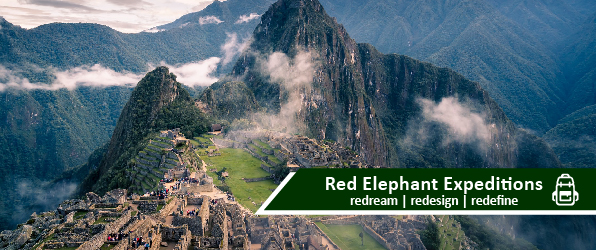 Red Elephant Expeditions
redream | redesign | redefine